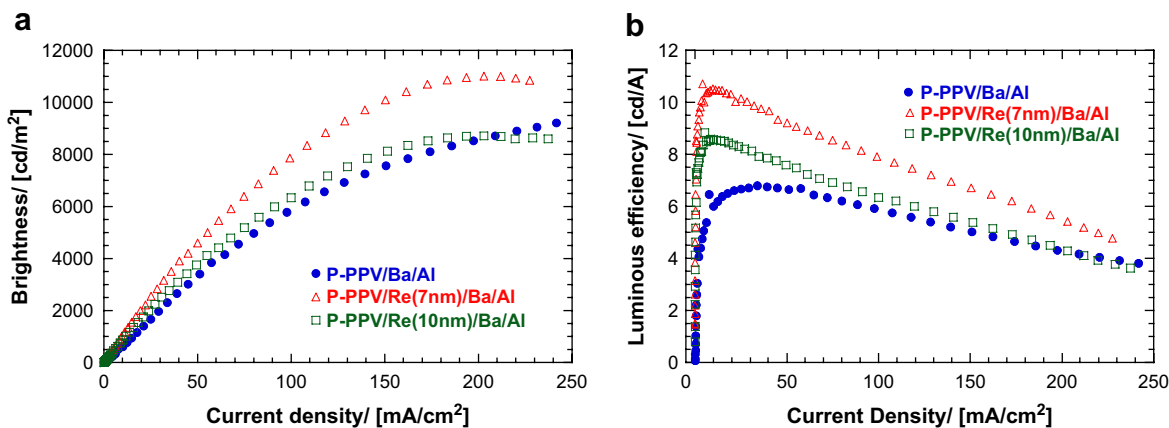 a
12000
10000
8000
6000
4000
2000
0
Brightness/ [cd/m²]
P-PPV/Ba/Al
P-PPV/Re(7nm)/Ba/Al
P-PPV/Re(10nm)/Ba/Al
0 50 100 150 200 250
Current density/ [mA/cm²]
b
12
10
8
6
4
2
0
Luminous efficiency/ [cd/A]
P-PPV/Ba/Al
P-PPV/Re(7nm)/Ba/Al
P-PPV/Re(10nm)/Ba/Al
0 50 100 150 200 250
Current Density/ [mA/cm²]